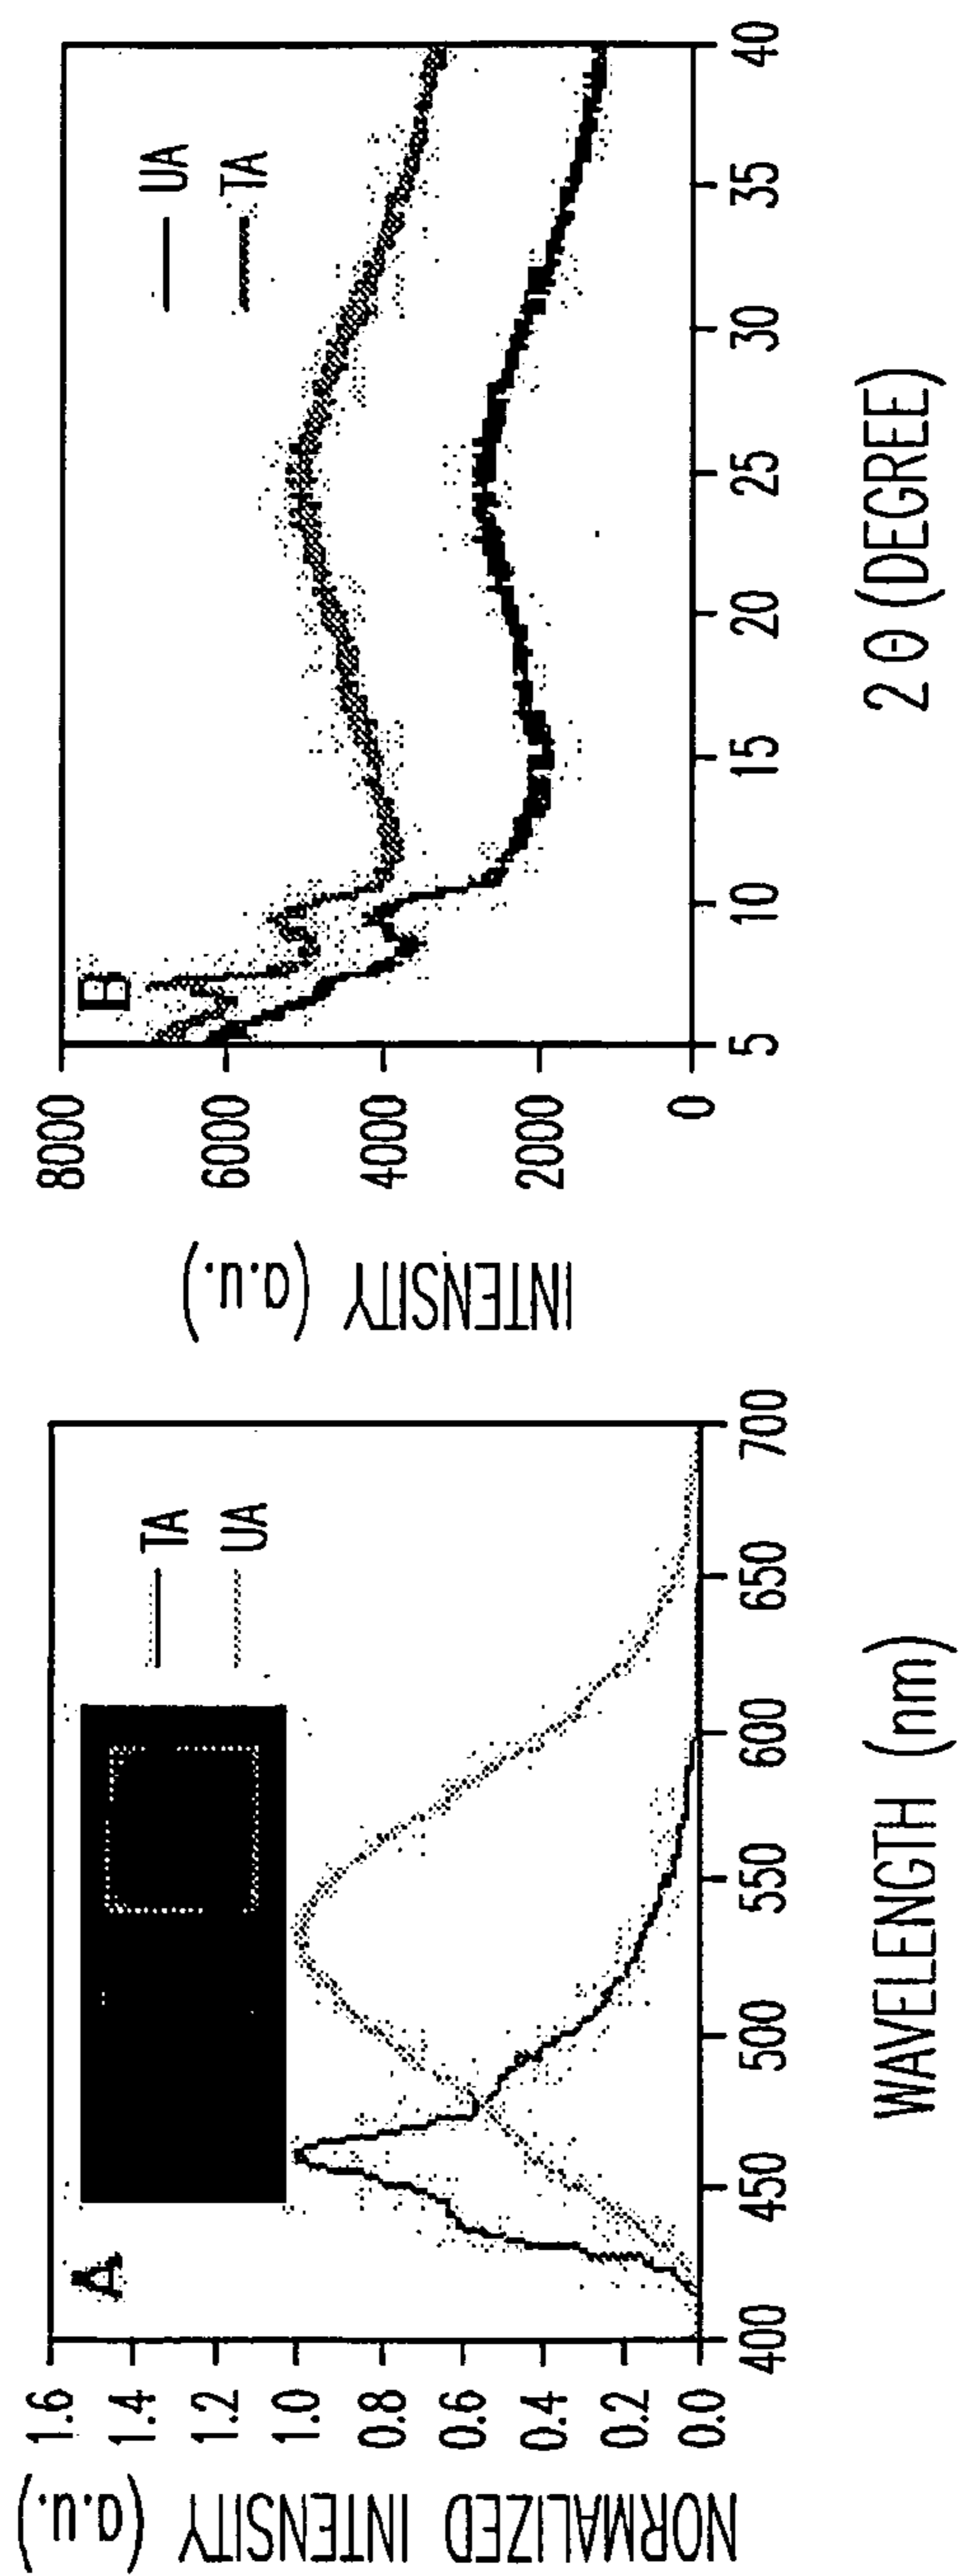 A
TA
UA
1.6
1.4
1.2
1.0
0.8
0.6
0.4
0.2
0.0
NORMALIZED INTENSITY (a.u.)
400 450 500 550 600 650 700
WAVELENGTH (nm)
B
UA
TA
8000
6000
4000
2000
0
INTENSITY (a.u.)
5 10 15 20 25 30 35 40
2 θ (DEGREE)